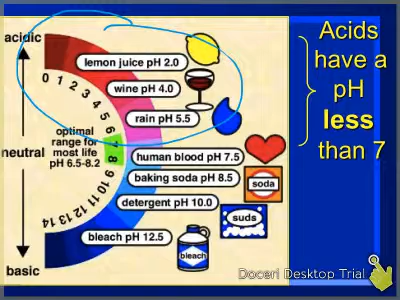 acidic
lemon juice pH 2.0
wine pH 4.0
rain pH 5.5
0 1 2 3 4 5 6 7 8 9 10 11 12 13 14
optimal
range for
most life
pH 6.5-8.2
neutral
human blood pH 7.5
baking soda pH 8.5
soda
detergent pH 10.0
suds
bleach pH 12.5
bleach
basic
Acids
have a
pH
less
than 7
Doceri Desktop Trial